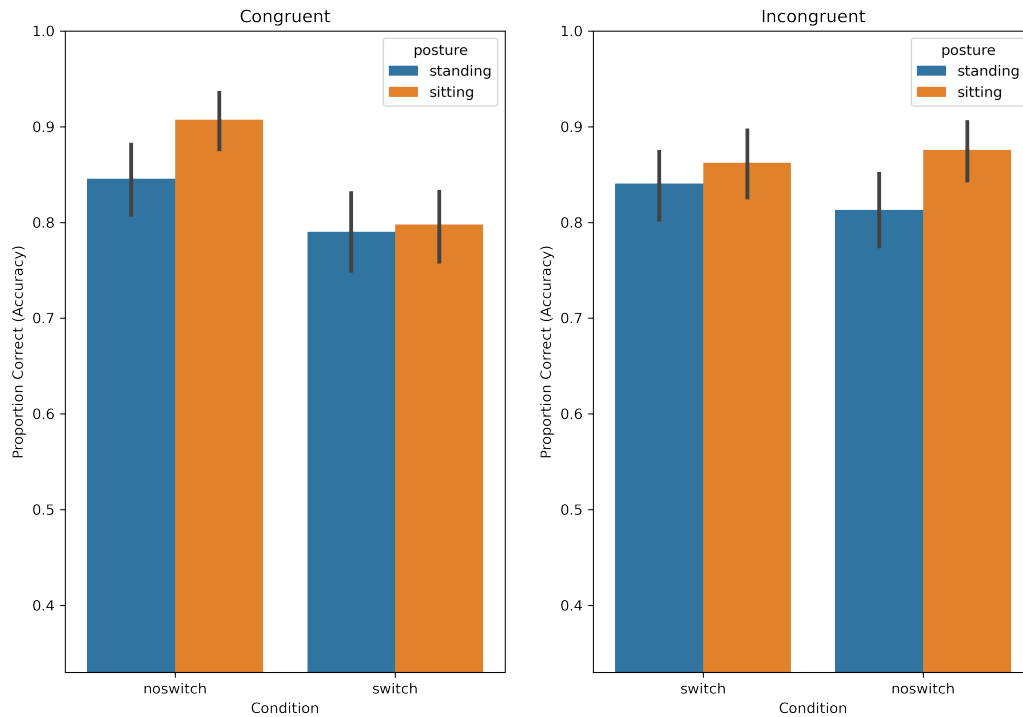 Congruent
1.0
0.9
0.8
0.7
0.6
0.5
0.4
Proportion Correct (Accuracy)
posture
standing
sitting
noswitch
switch
Condition
Incongruent
1.0
0.9
0.8
0.7
0.6
0.5
0.4
Proportion Correct (Accuracy)
posture
standing
sitting
switch
noswitch
Condition